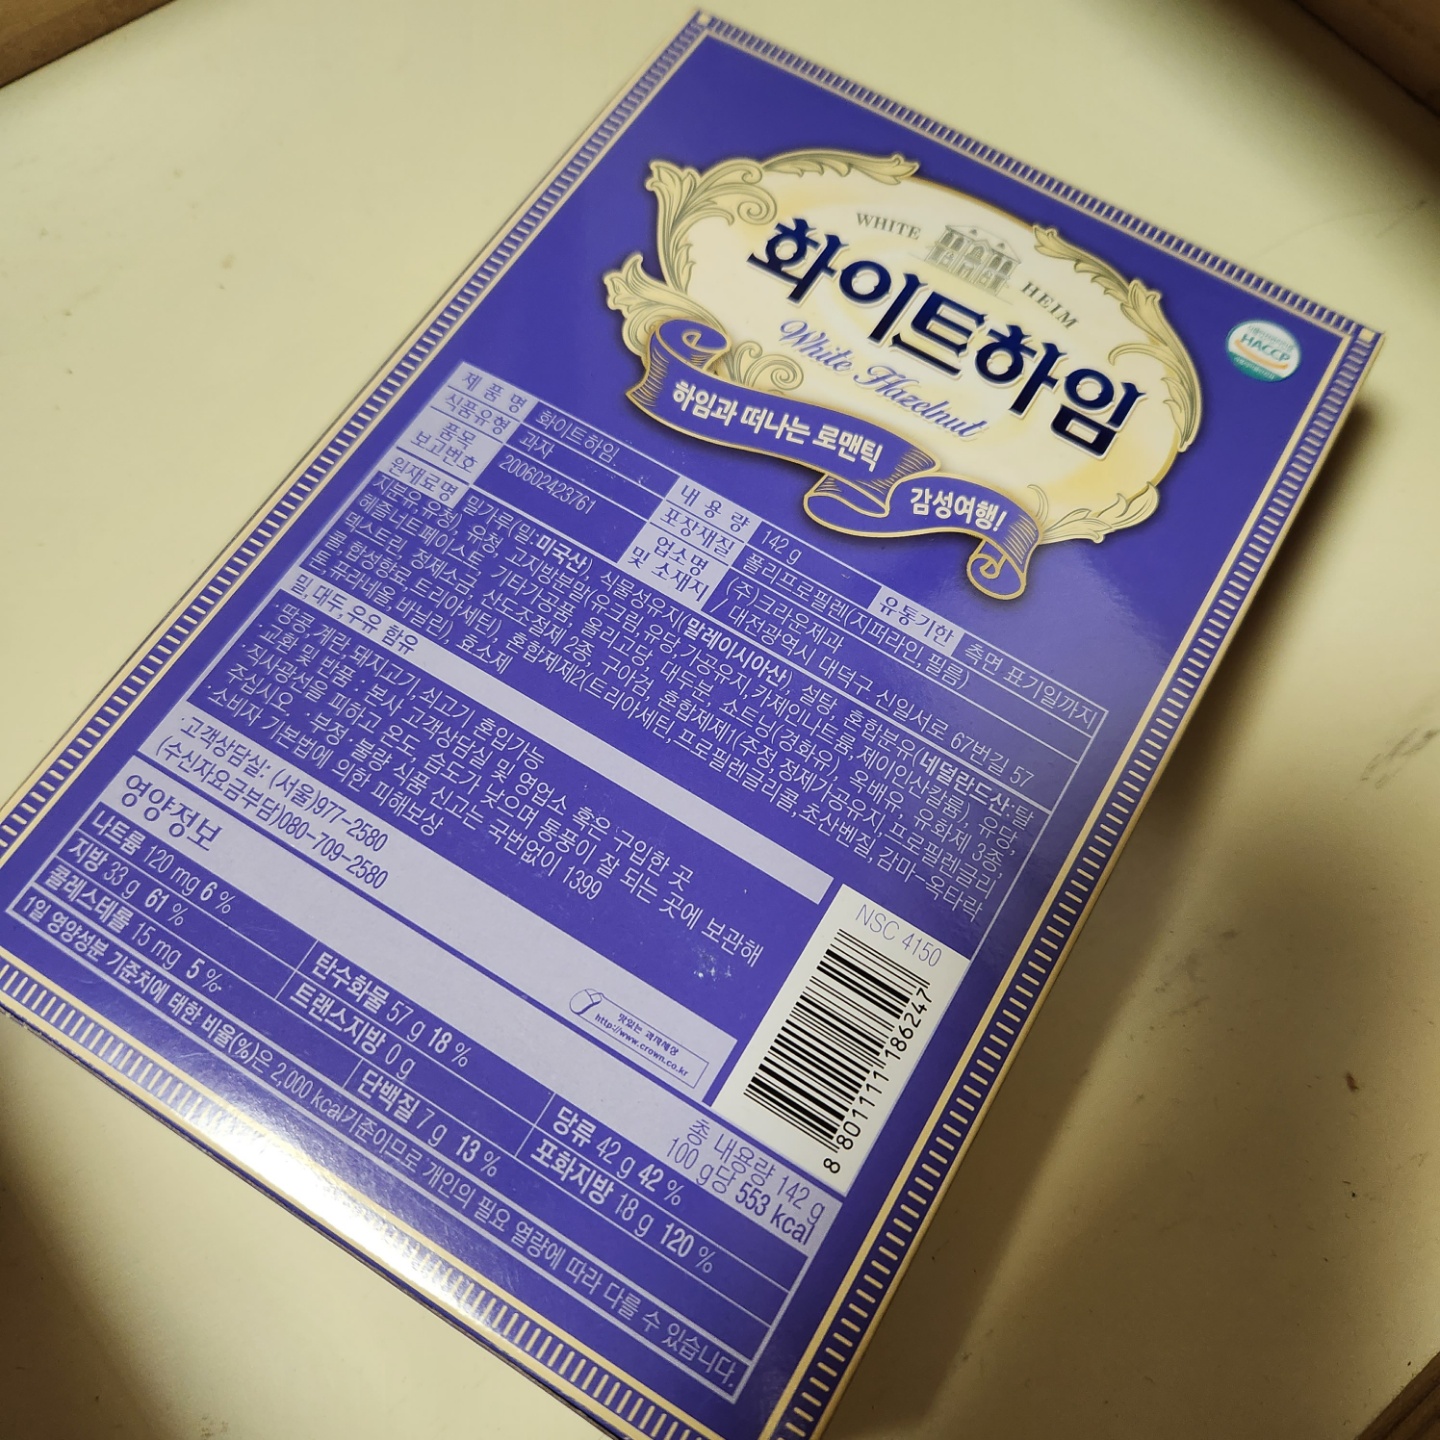 WHITE HEIM
화이트하임
White Hazelnut
하임과 떠나는 로맨틱
감성여행!
HACCP
제 품 명 화이트하임
식품유형 과자
품목
보고번호 200602423761
내 용 량 142 g
유통기한 측면 표기일까지
포장재질 폴리프로필렌(지퍼라인, 필름)
업소명
및 소재지
(주)크라운제과
/ 대전광역시 대덕구 신일서로 67번길 57
원재료명 밀가루(밀:미국산), 식물성유지(말레이시아산), 설탕, 혼합분유(네덜란드산:탈
지분유,유청), 유청, 고지방분말(유크림,유당,가공유지,카제인나트륨,제이인산칼륨), 유당,
헤즐너트페이스트, 기타가공품, 올리고당, 대두분, 쇼트닝(경화유), 옥배유, 유화제 3종,
덱스트린, 정제소금, 산도조절제 2종, 구아검, 혼합제제1(주정,정제가공유지,프로필렌글리
콜,합성향료,트리아세틴), 혼합제제2(트리아세틴,프로필렌글리콜,초산벤질,감마-옥타락
톤,퓨라네올,바닐린), 효소제
밀, 대두, 우유 함유
·땅콩, 계란, 돼지고기, 쇠고기 혼입가능
·교환 및 반품 : 본사 고객상담실 및 영업소 혹은 구입한 곳
·직사광선을 피하고 온도, 습도가 낮으며 통풍이 잘 되는 곳에 보관해
주십시오 ·부정·불량 식품 신고는 국번없이 1399
·소비자 기본법에 의한 피해보상
·고객상담실: (서울)977-2580
(수신자요금부담)080-709-2580
맛있는 과자세상
http://www.crown.co.kr
NSC 4150
8 801111 186247
영양정보
총 내용량 142 g
100 g당 553 kcal
나트륨 120 mg 6 % 탄수화물 57 g 18 % 당류 42 g 42 %
지방 33 g 61 % 트랜스지방 0 g 포화지방 18 g 120 %
콜레스테롤 15 mg 5 % 단백질 7 g 13 %
1일 영양성분 기준치에 대한 비율(%)은 2,000 kcal기준이므로 개인의 필요 열량에 따라 다를 수 있습니다.